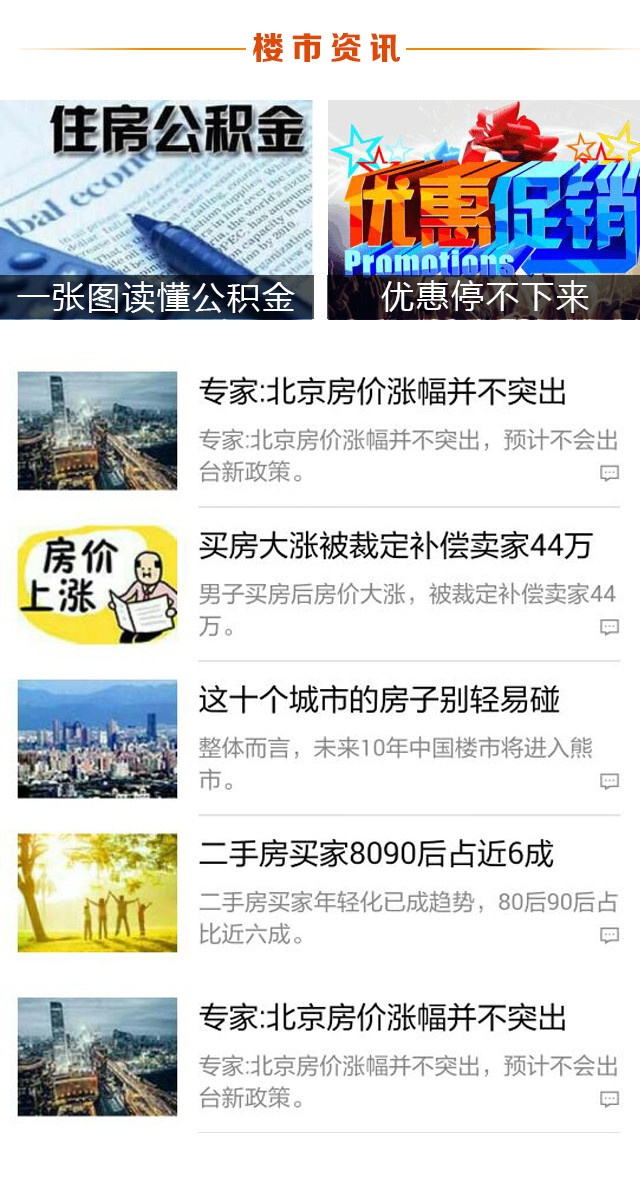 楼市资讯
住房公积金
一张图读懂公积金
优惠促销
Promotions
优惠停不下来
专家:北京房价涨幅并不突出
专家:北京房价涨幅并不突出，预计不会出
台新政策。
房价
上涨
买房大涨被裁定补偿卖家44万
男子买房后房价大涨，被裁定补偿卖家44
万。
这十个城市的房子别轻易碰
整体而言，未来10年中国楼市将进入熊
市。
二手房买家8090后占近6成
二手房买家年轻化已成趋势，80后90后占
比近六成。
专家:北京房价涨幅并不突出
专家:北京房价涨幅并不突出，预计不会出
台新政策。